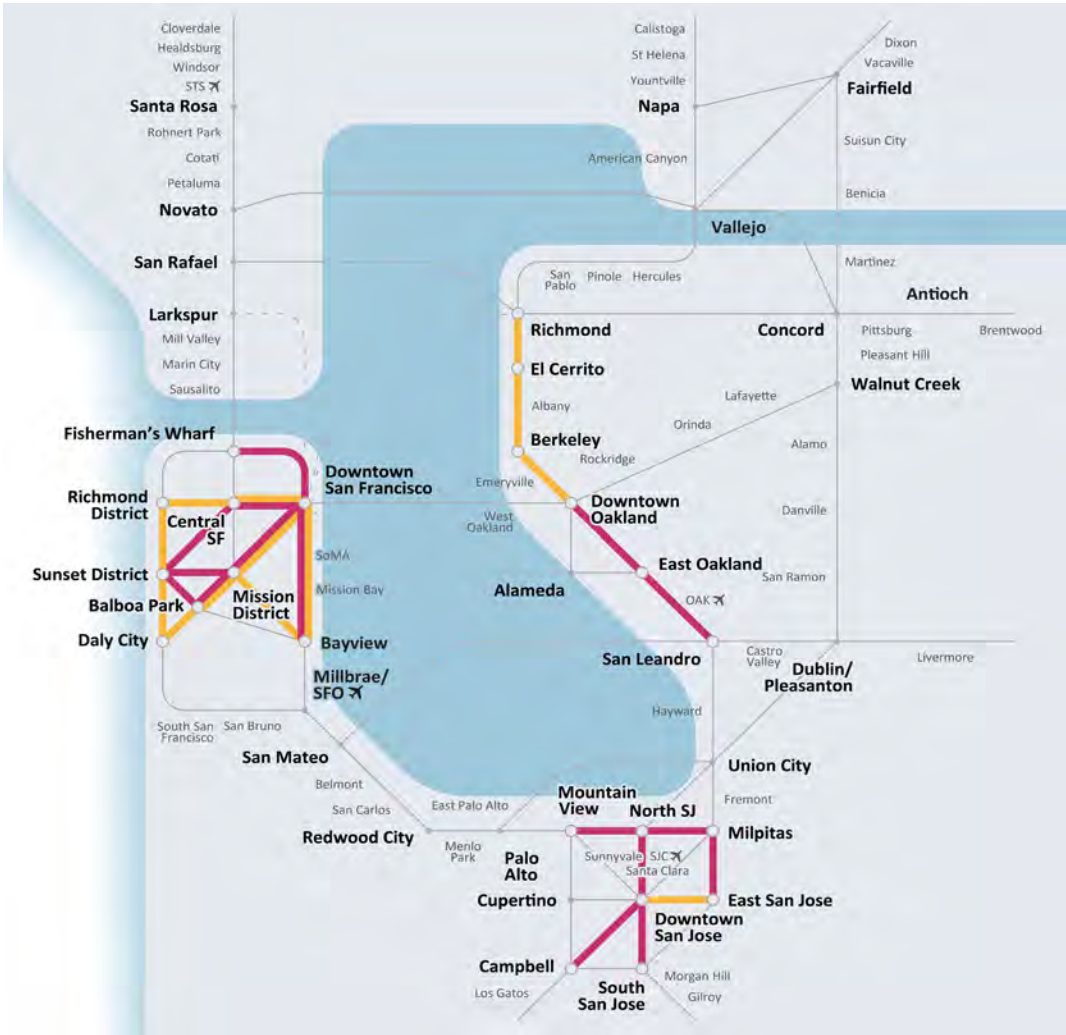 Cloverdale
Healdsburg
Windsor
STS
Santa Rosa
Rohnert Park
Cotati
Petaluma
Novato
San Rafael
Larkspur
Mill Valley
Marin City
Sausalito
Calistoga
St Helena
Yountville
Napa
American Canyon
Dixon
Vacaville
Fairfield
Suisun City
Benicia
Vallejo
Martinez
San
Pablo
Pinole
Hercules
Antioch
Richmond
Concord
Pittsburg
Brentwood
Pleasant Hill
El Cerrito
Walnut Creek
Albany
Lafayette
Orinda
Berkeley
Rockridge
Alamo
Emeryville
Fisherman's Wharf
Downtown
San Francisco
Richmond
District
Central
SF
West
Oakland
Downtown
Oakland
Danville
SoMA
Sunset District
Mission Bay
Balboa Park
Mission
District
Alameda
East Oakland
San Ramon
OAK
Daly City
Bayview
San Leandro
Castro
Valley
Dublin/
Pleasanton
Livermore
Millbrae/
SFO
Hayward
South San
Francisco
San Bruno
San Mateo
Union City
Belmont
San Carlos
East Palo Alto
Mountain
View
North SJ
Fremont
Redwood City
Menlo
Park
Palo
Alto
Milpitas
Sunnyvale
SJC
Santa Clara
Cupertino
East San Jose
Downtown
San Jose
Campbell
Los Gatos
South
San Jose
Morgan Hill
Gilroy